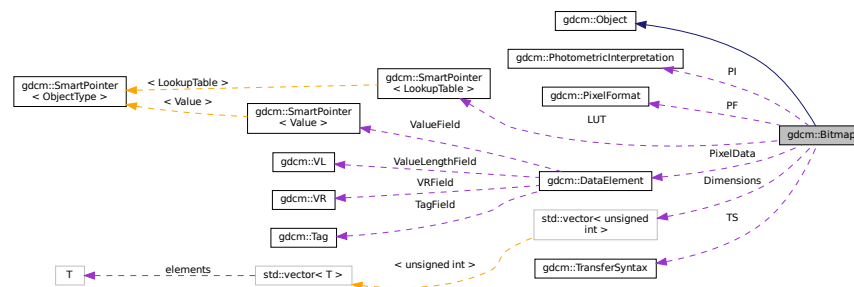 gdcm::Object
gdcm::PhotometricInterpretation
gdcm::SmartPointer
< LookupTable >
< LookupTable >
gdcm::SmartPointer
< ObjectType >
PI
gdcm::PixelFormat
PF
< Value >
gdcm::SmartPointer
< Value >
ValueField
LUT
gdcm::Bitmap
PixelData
gdcm::VL
ValueLengthField
gdcm::DataElement
Dimensions
VRField
gdcm::VR
TagField
std::vector< unsigned
int >
TS
gdcm::Tag
< unsigned int >
gdcm::TransferSyntax
T
elements
std::vector< T >